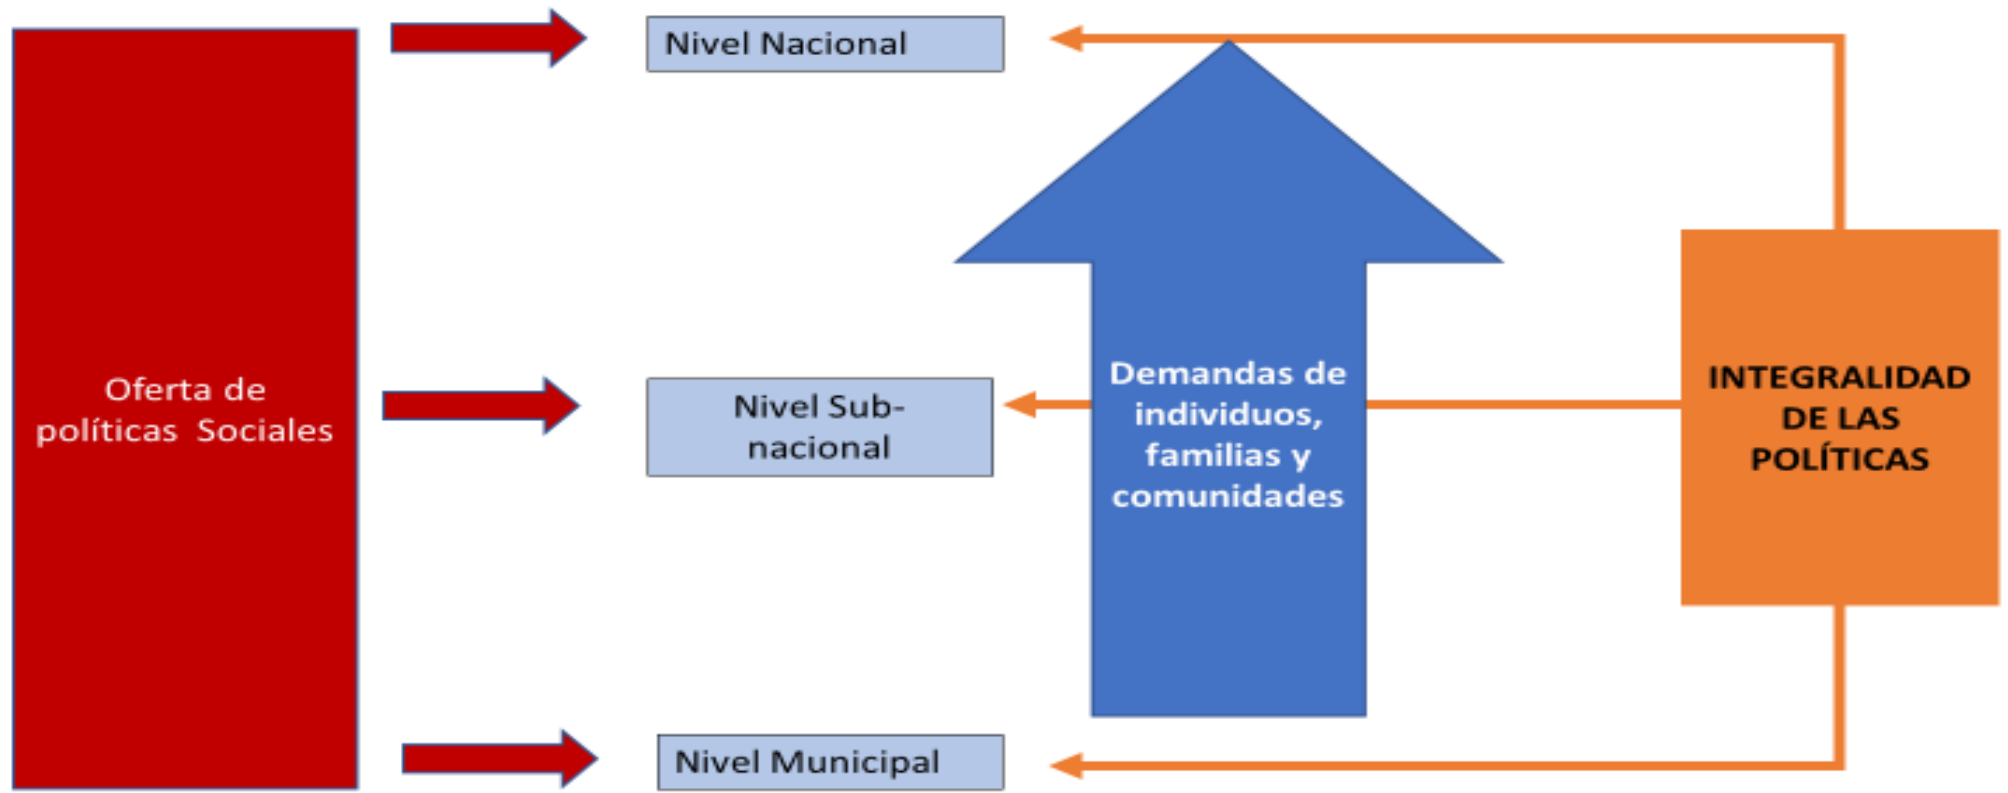 Oferta de
políticas Sociales
Nivel Nacional
Nivel Sub-
nacional
Nivel Municipal
Demandas de
individuos,
familias y
comunidades
INTEGRALIDAD
DE LAS
POLÍTICAS